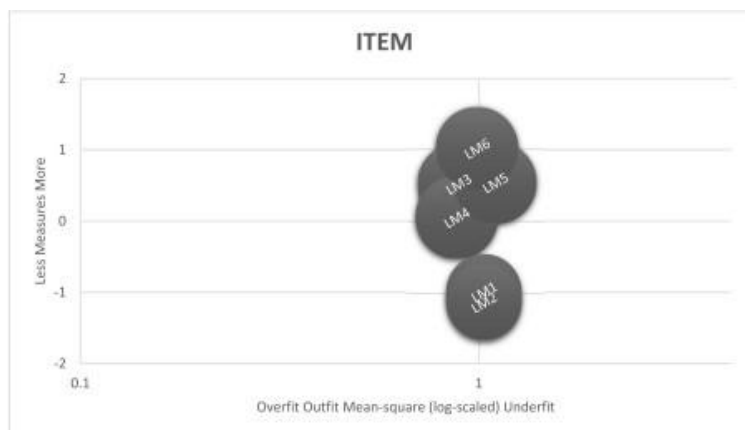 ITEM
2
1
0
-1
-2
Less Measures More
LM6
LM3
LM5
LM4
LM1
LM2
0.1
1
Overfit Outfit Mean-square (log-scaled) Underfit